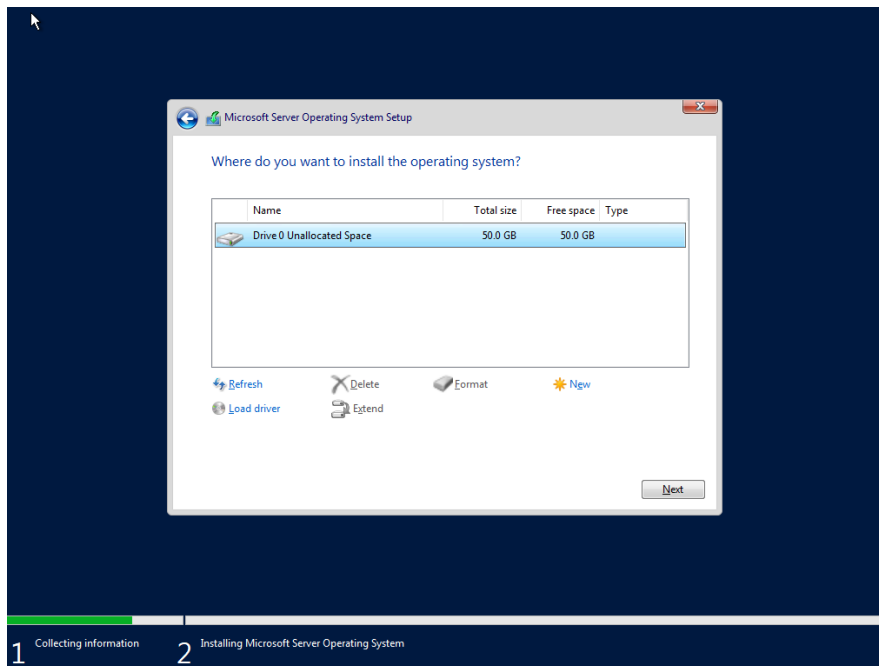 Microsoft Server Operating System Setup
Where do you want to install the operating system?
Name Total size Free space Type
Drive 0 Unallocated Space 50.0 GB 50.0 GB
Refresh Delete Format New
Load driver Extend
Next
1 Collecting information 2 Installing Microsoft Server Operating System